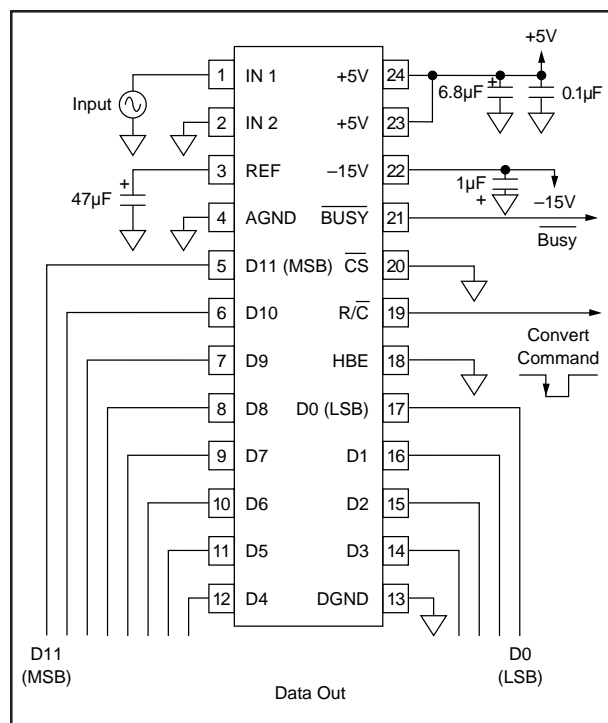 +5V
1 IN 1 +5V 24
6.8µF + 0.1µF
Input
2 IN 2 +5V 23
3 REF –15V 22
+
47µF
1µF
+
–15V
4 AGND B̅U̅S̅Y̅ 21
B̅u̅s̅y̅
5 D11 (MSB) C̅S̅ 20
6 D10 R/C̅ 19
Convert
Command
7 D9 HBE 18
8 D8 D0 (LSB) 17
9 D7 D1 16
10 D6 D2 15
11 D5 D3 14
12 D4 DGND 13
D11
(MSB)
D0
(LSB)
Data Out